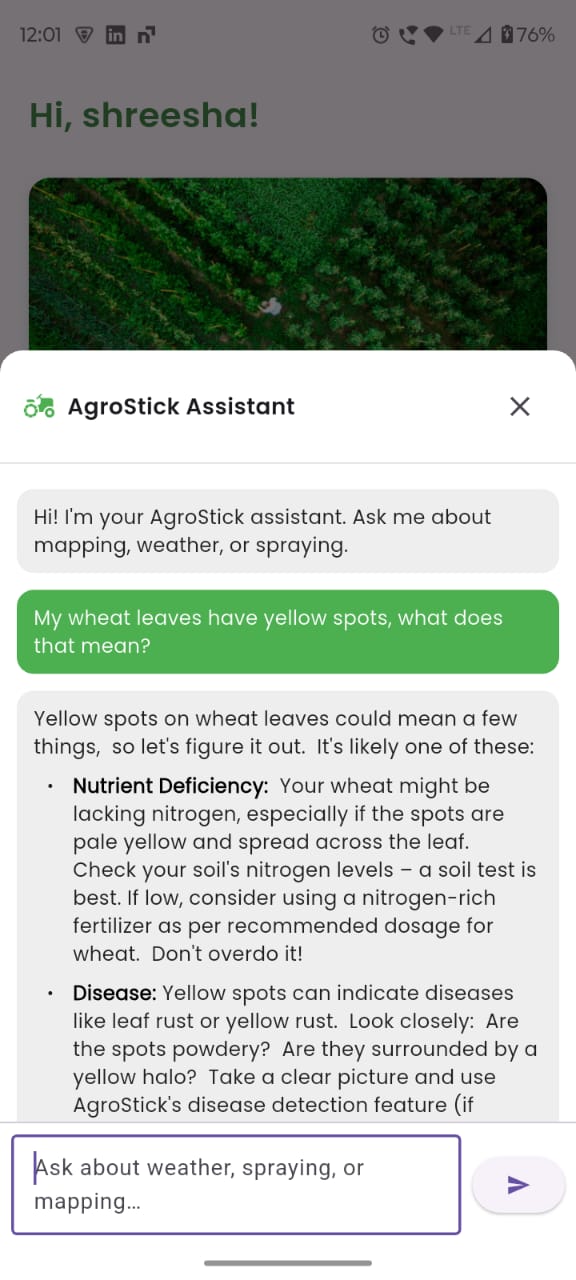 12:01 LTE 76%
Hi, shreesha!
AgroStick Assistant
Hi! I'm your AgroStick assistant. Ask me about
mapping, weather, or spraying.
My wheat leaves have yellow spots, what does
that mean?
Yellow spots on wheat leaves could mean a few
things,  so let's figure it out.  It's likely one of these:
• Nutrient Deficiency:  Your wheat might be
lacking nitrogen, especially if the spots are
pale yellow and spread across the leaf.
Check your soil's nitrogen levels – a soil test is
best. If low, consider using a nitrogen-rich
fertilizer as per recommended dosage for
wheat.  Don't overdo it!
• Disease: Yellow spots can indicate diseases
like leaf rust or yellow rust.  Look closely:  Are
the spots powdery?  Are they surrounded by a
yellow halo?  Take a clear picture and use
AgroStick's disease detection feature (if
Ask about weather, spraying, or
mapping...